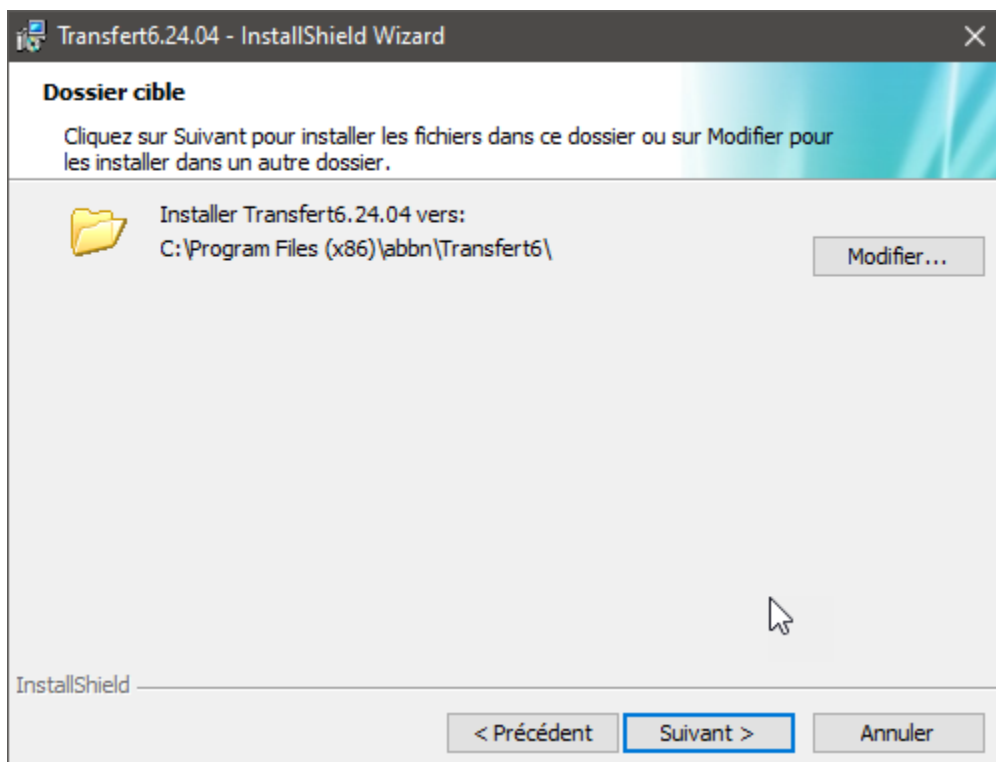 Transfert6.24.04 - InstallShield Wizard
Dossier cible
Cliquez sur Suivant pour installer les fichiers dans ce dossier ou sur Modifier pour
les installer dans un autre dossier.
Installer Transfert6.24.04 vers:
C:\Program Files (x86)\abbn\Transfert6\
Modifier...
InstallShield
< Précédent
Suivant >
Annuler